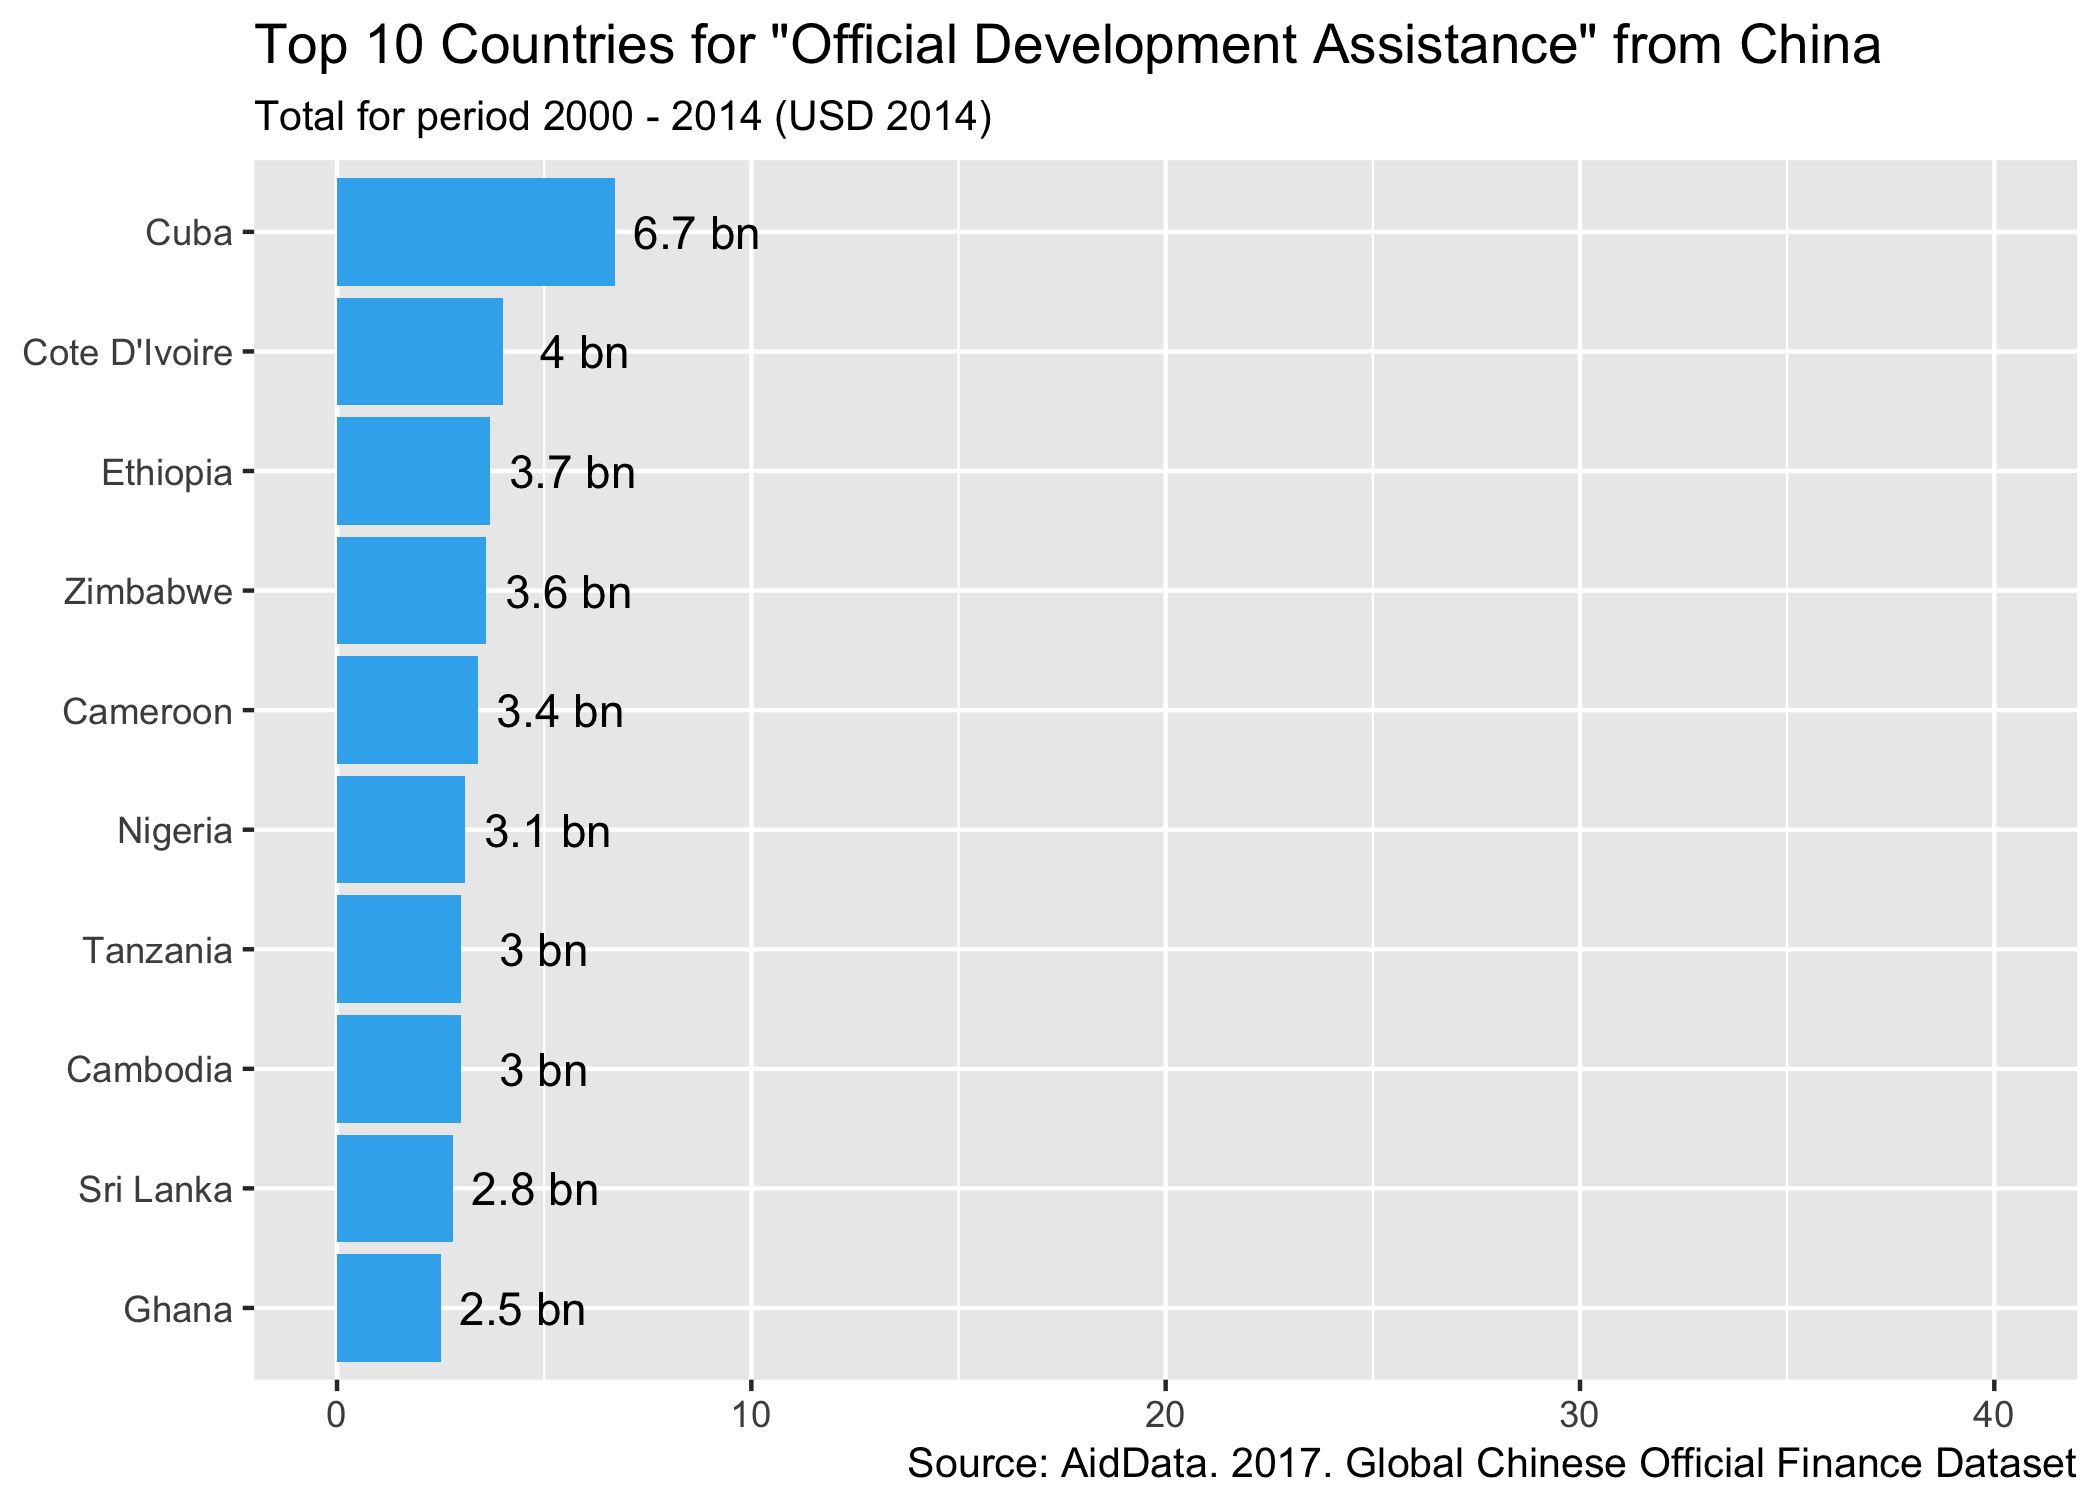 Top 10 Countries for "Official Development Assistance" from China
Total for period 2000 - 2014 (USD 2014)
Cuba 6.7 bn
Cote D'Ivoire 4 bn
Ethiopia 3.7 bn
Zimbabwe 3.6 bn
Cameroon 3.4 bn
Nigeria 3.1 bn
Tanzania 3 bn
Cambodia 3 bn
Sri Lanka 2.8 bn
Ghana 2.5 bn
0 10 20 30 40
Source: AidData. 2017. Global Chinese Official Finance Dataset